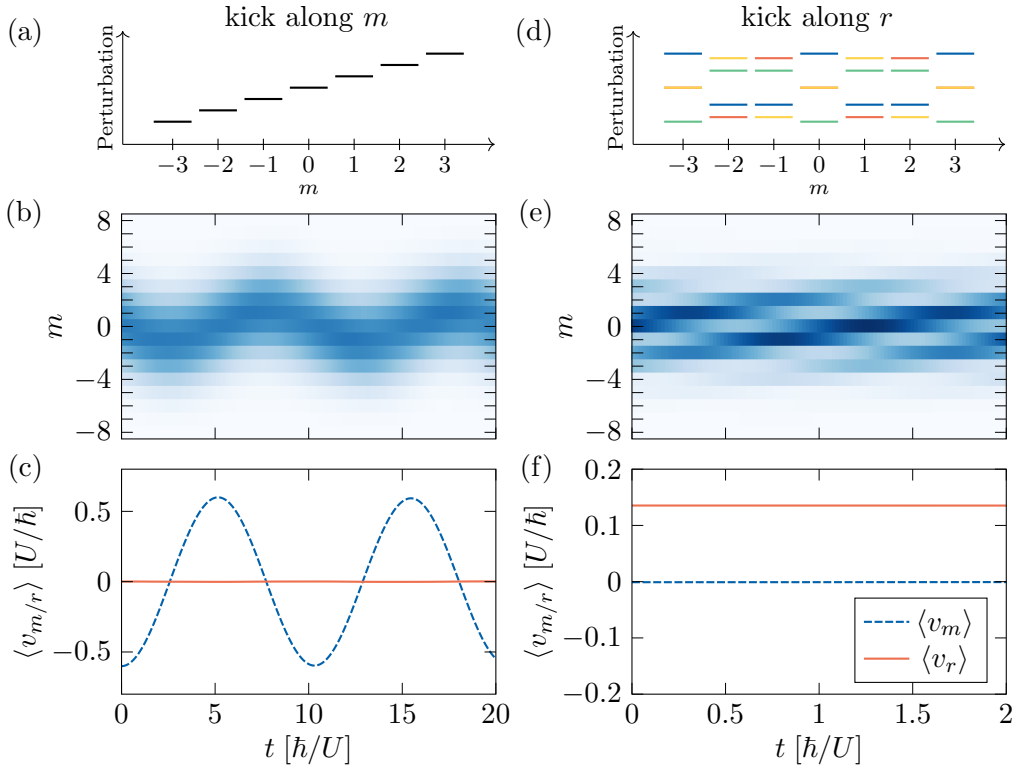 (a)
kick along m
Perturbation
−3 −2 −1 0 1 2 3
m
(d)
kick along r
Perturbation
−3 −2 −1 0 1 2 3
m
(b)
8
4
0
−4
−8
m
(e)
8
4
0
−4
−8
m
(c)
0.5
0
−0.5
⟨v_{m/r}⟩ [U/ħ]
0 5 10 15 20
t [ħ/U]
(f)
0.2
0.1
0
−0.1
−0.2
⟨v_{m/r}⟩ [U/ħ]
⟨v_m⟩
⟨v_r⟩
0 0.5 1 1.5 2
t [ħ/U]